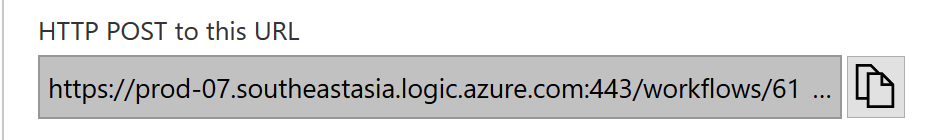 HTTP POST to this URL
https://prod-07.southeastasia.logic.azure.com:443/workflows/61 ...